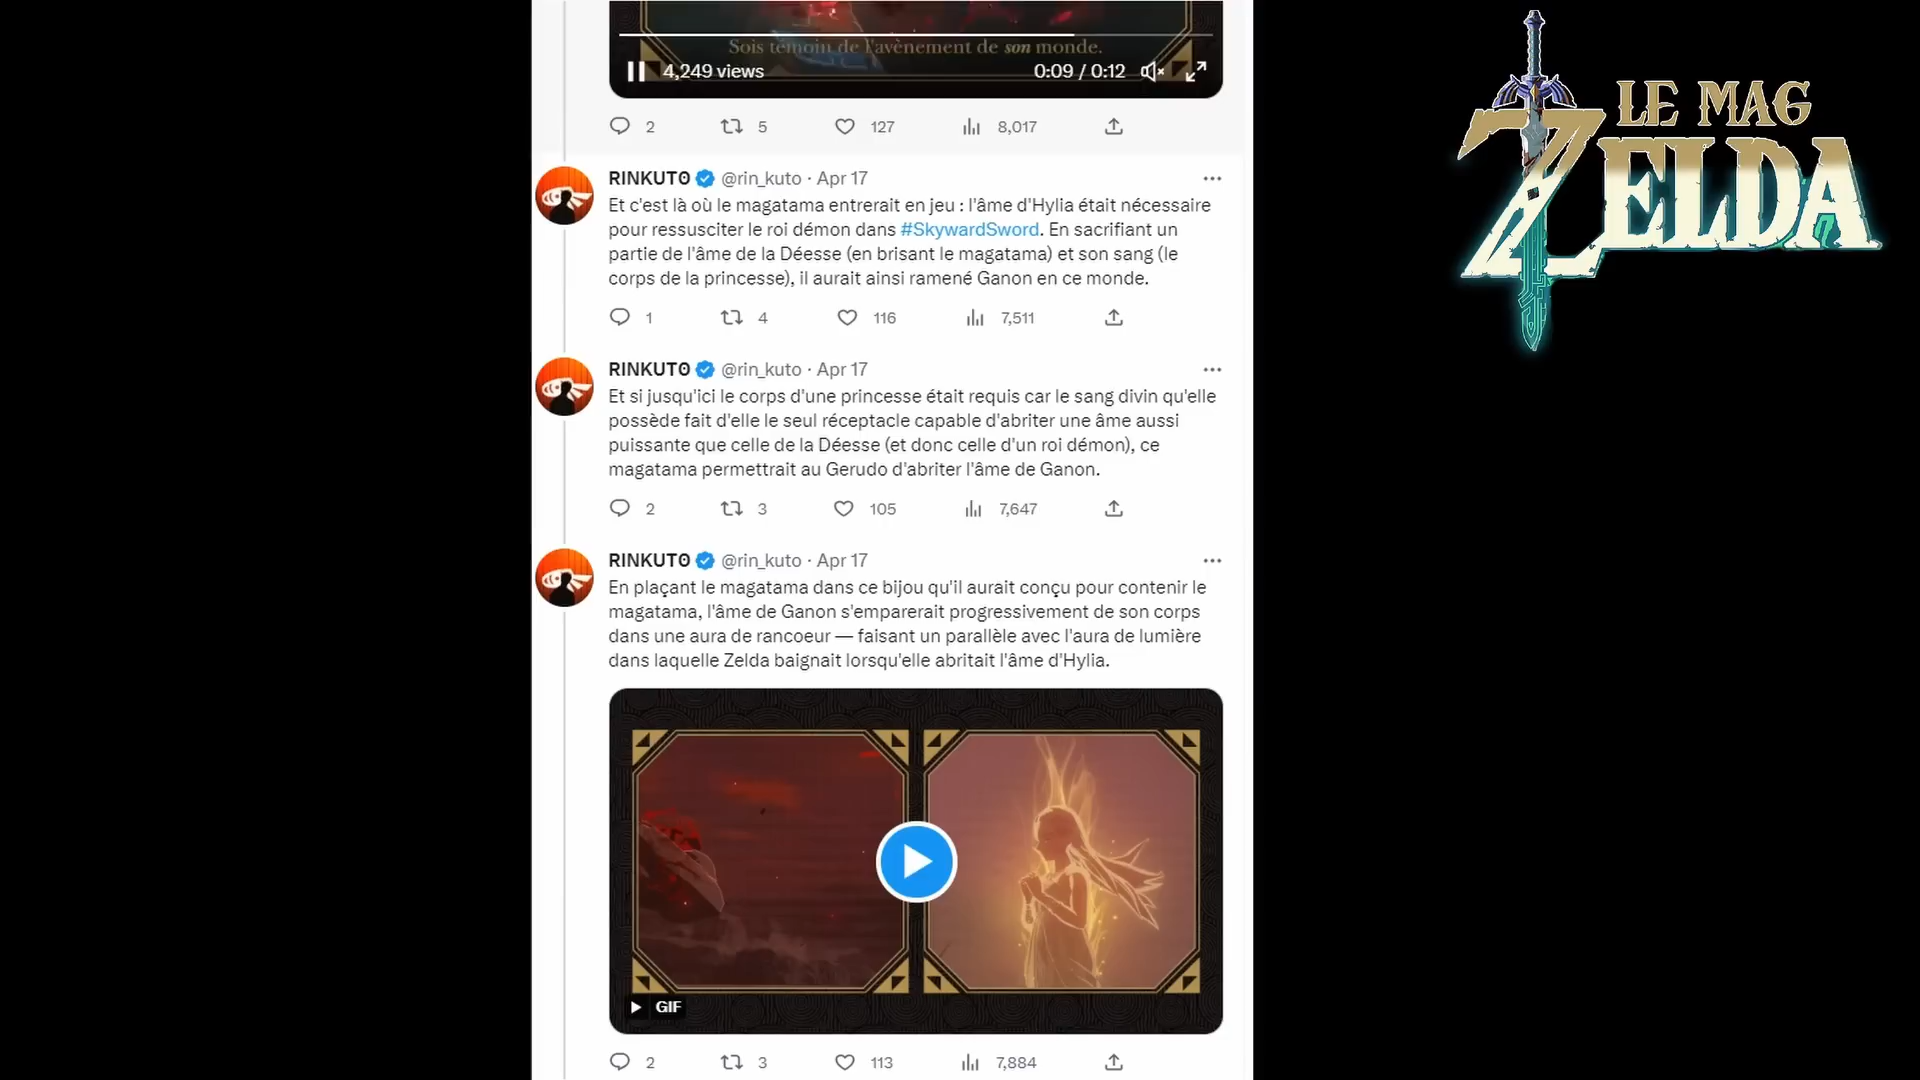 Sois témoin de l'avènement de son monde.
4,249 views
0:09 / 0:12
2 5 127 8,017
RINKUTO @rin_kuto · Apr 17
Et c'est là où le magatama entrerait en jeu : l'âme d'Hylia était nécessaire
pour ressusciter le roi démon dans #SkywardSword. En sacrifiant un
partie de l'âme de la Déesse (en brisant le magatama) et son sang (le
corps de la princesse), il aurait ainsi ramené Ganon en ce monde.
1 4 116 7,511
RINKUTO @rin_kuto · Apr 17
Et si jusqu'ici le corps d'une princesse était requis car le sang divin qu'elle
possède fait d'elle le seul réceptacle capable d'abriter une âme aussi
puissante que celle de la Déesse (et donc celle d'un roi démon), ce
magatama permettrait au Gerudo d'abriter l'âme de Ganon.
2 3 105 7,647
RINKUTO @rin_kuto · Apr 17
En plaçant le magatama dans ce bijou qu'il aurait conçu pour contenir le
magatama, l'âme de Ganon s'emparerait progressivement de son corps
dans une aura de rancoeur — faisant un parallèle avec l'aura de lumière
dans laquelle Zelda baignait lorsqu'elle abritait l'âme d'Hylia.
GIF
2 3 113 7,884
LE MAG
ZELDA